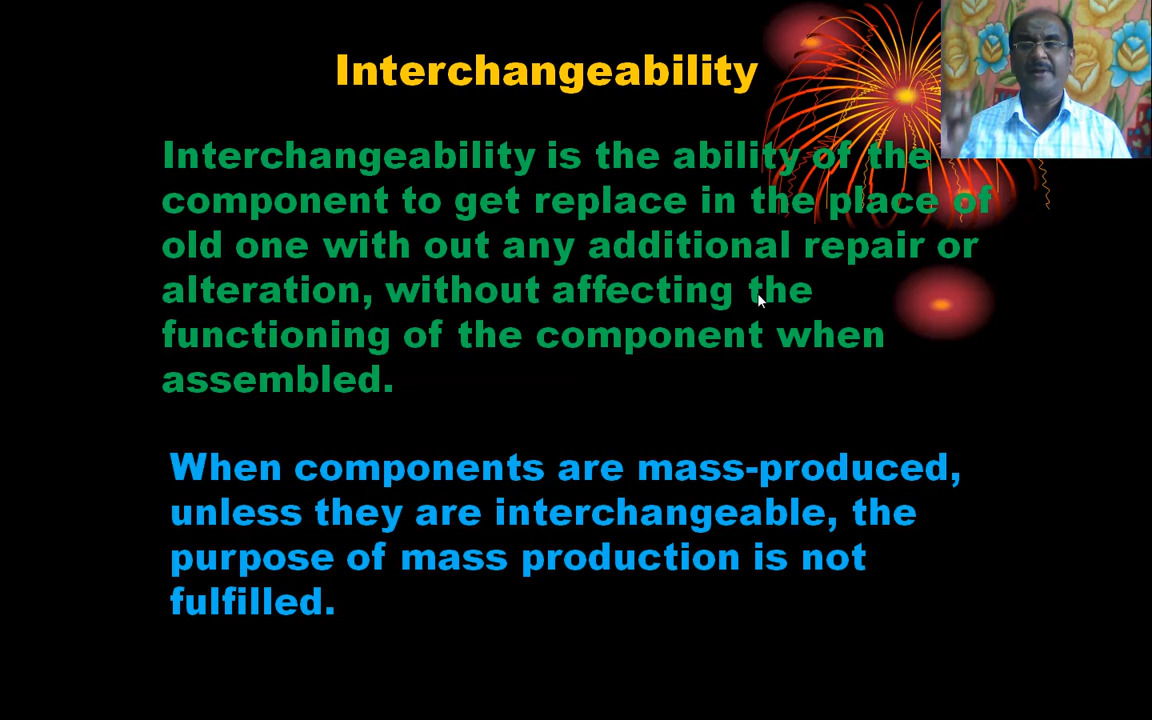 Interchangeability
Interchangeability is the ability of the
component to get replace in the place of
old one with out any additional repair or
alteration, without affecting the
functioning of the component when
assembled.
When components are mass-produced,
unless they are interchangeable, the
purpose of mass production is not
fulfilled.